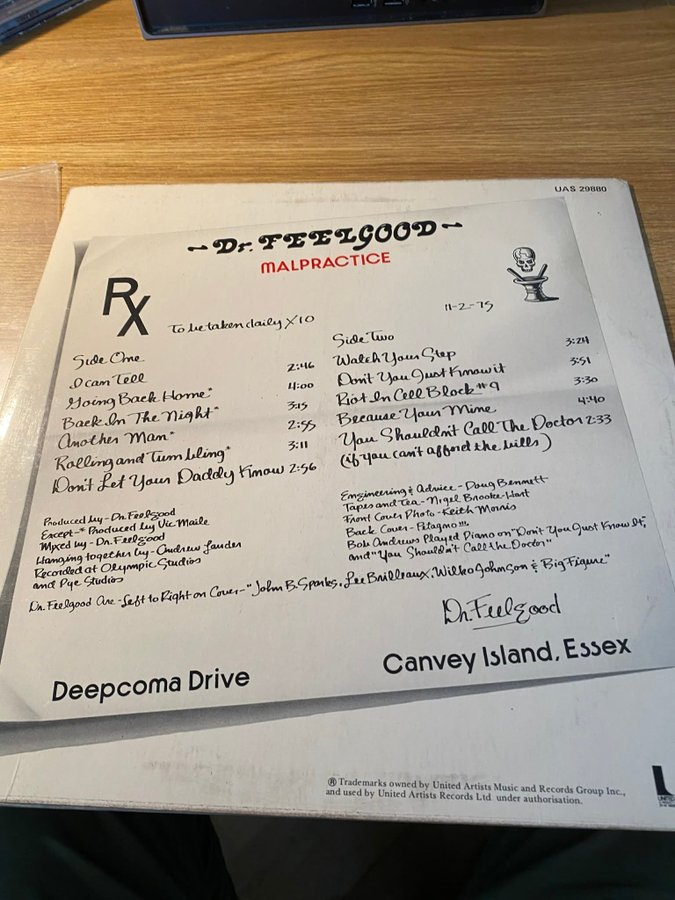 UAS 29880
Dr. FEELGOOD
MALPRACTICE
RX
To be taken daily X10
11-2-75
Side One
I can Tell 2:46
Going Back Home* 4:00
Back In The Night* 3:15
Another Man* 2:55
Rolling and Tumbling* 3:11
Don't Let Your Daddy Know 2:56
Side Two
Watch Your Step 3:24
Don't You Just Know it 3:51
Riot In Cell Block #9 3:30
Because Your Mine 4:40
You Shouldn't Call The Doctor 2:33
(if you can't afford the bills)
Produced by - Dr. Feelgood
Except - * Produced by Vic Maile
Mixed by - Dr. Feelgood
Hanging together by - Andrew Lauder
Recorded at Olympic Studios
and Pye Studios
Engineering & Advice - Doug Bennett
Tapes and Tea - Nigel Brooke-Hart
Front Cover Photo - Keith Morris
Back Cover - Petagno !!!
Bob Andrews Played Piano on "Don't You Just Know It,"
and "You Shouldn't Call The Doctor"
Dr. Feelgood Are - Left to Right on Cover - "John B. Sparks, Lee Brilleaux, Wilko Johnson & Big Figure"
Dr. Feelgood
Deepcoma Drive
Canvey Island, Essex
® Trademarks owned by United Artists Music and Records Group Inc.,
and used by United Artists Records Ltd under authorisation.